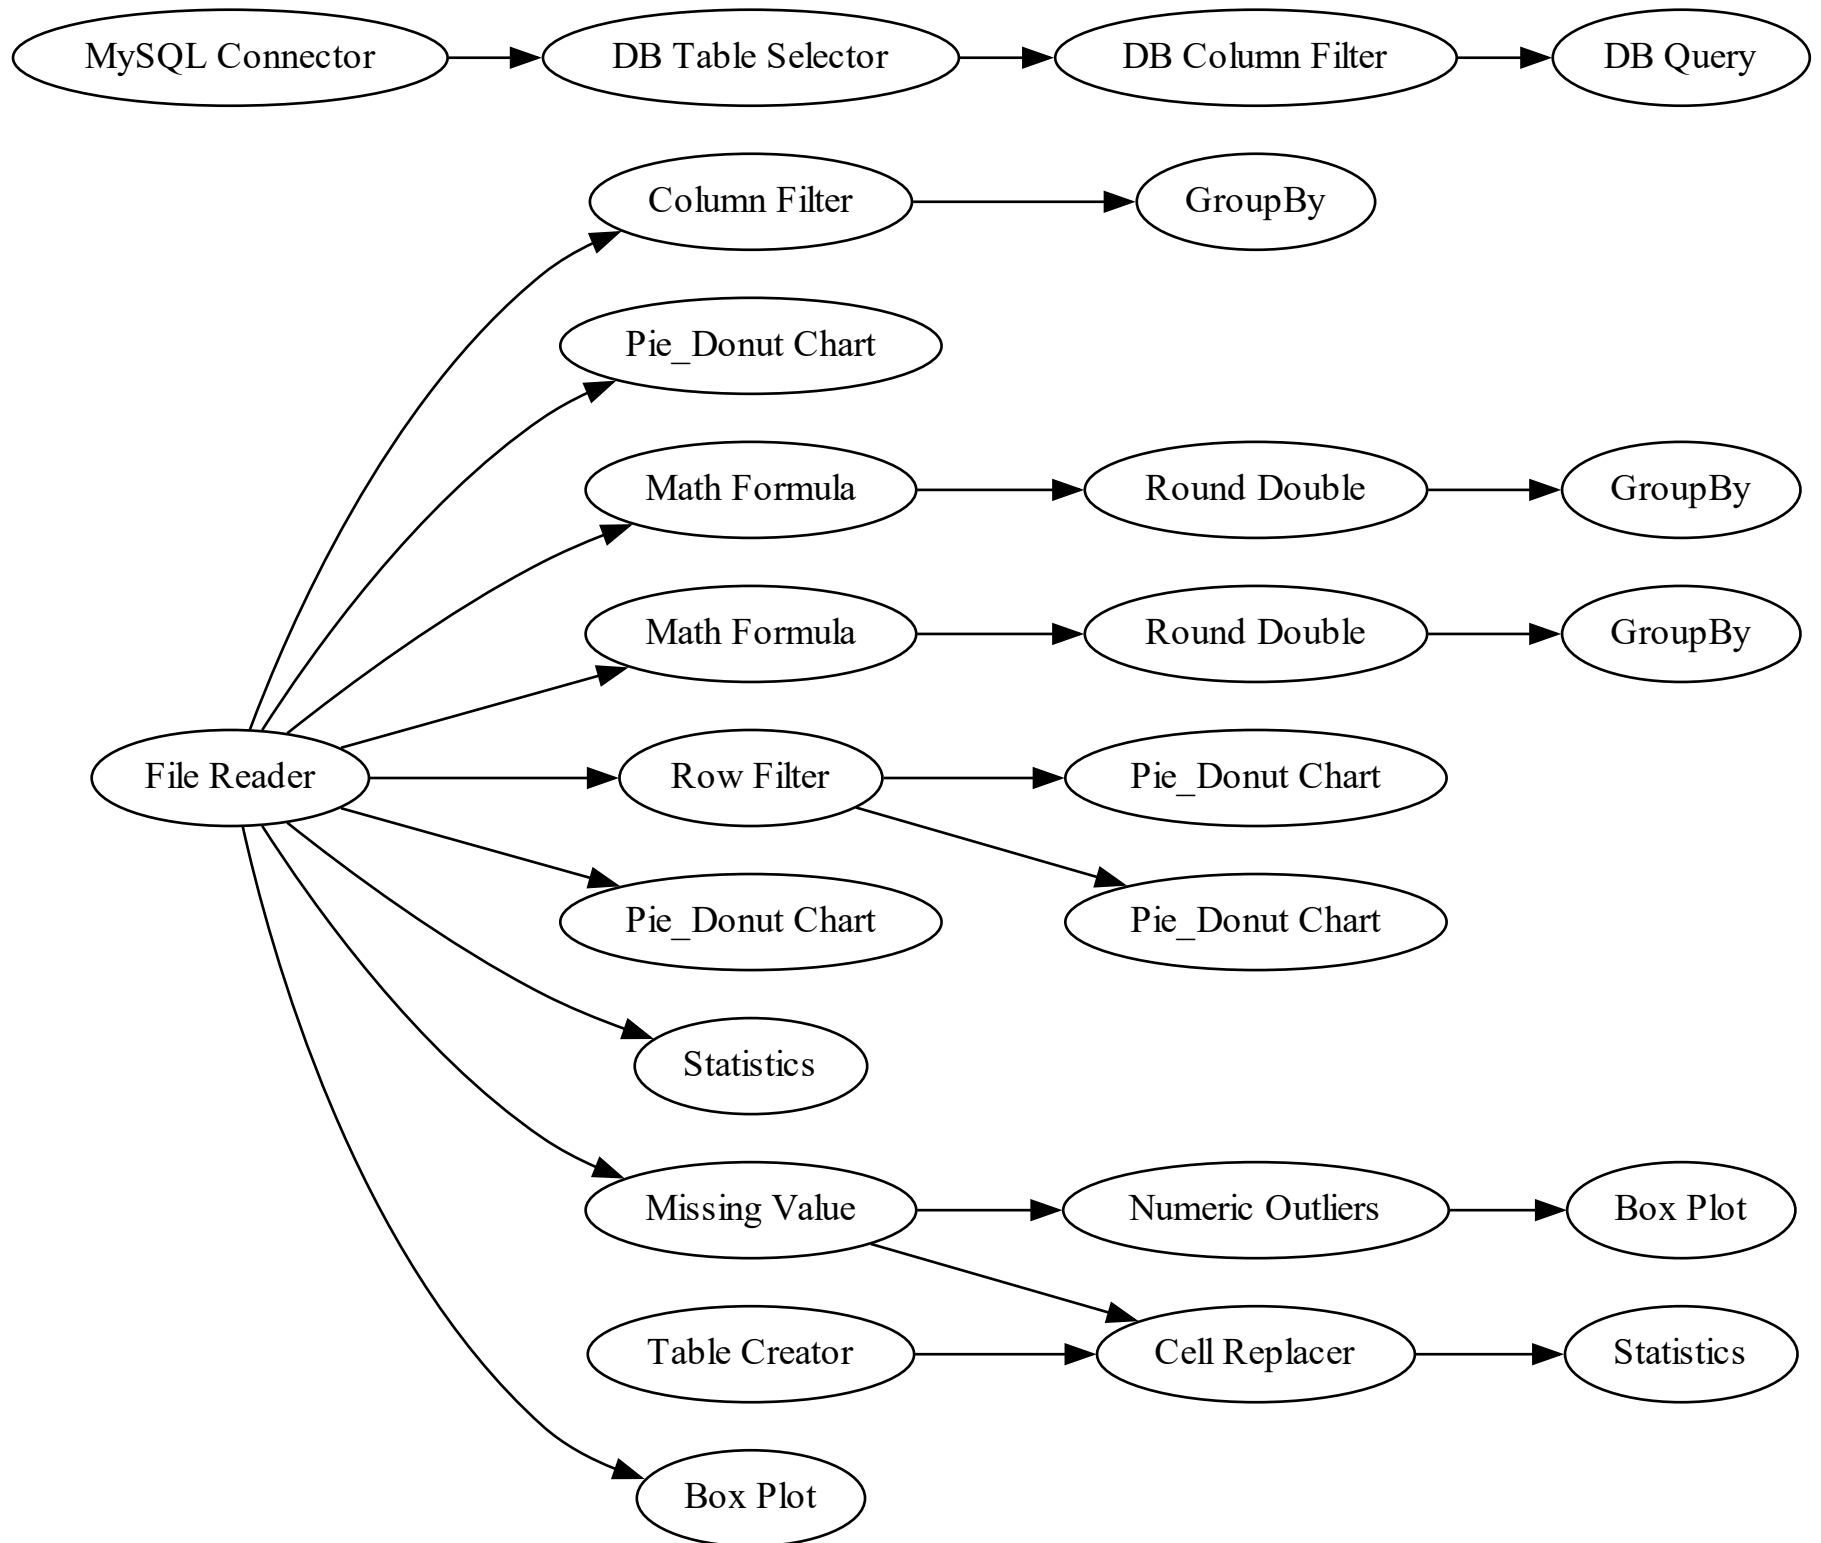 MySQL Connector
DB Table Selector
DB Column Filter
DB Query
Column Filter
GroupBy
Pie_Donut Chart
Math Formula
Round Double
GroupBy
Math Formula
Round Double
GroupBy
File Reader
Row Filter
Pie_Donut Chart
Pie_Donut Chart
Pie_Donut Chart
Statistics
Missing Value
Numeric Outliers
Box Plot
Table Creator
Cell Replacer
Statistics
Box Plot